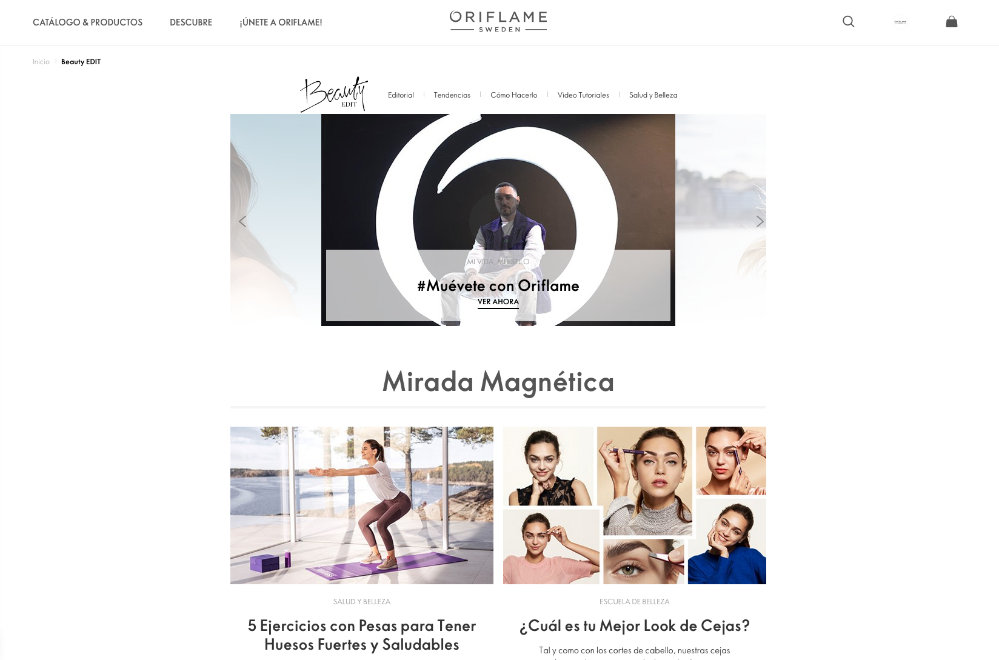 CATÁLOGO & PRODUCTOS
DESCUBRE
¡ÚNETE A ORIFLAME!
ORIFLAME
SWEDEN
Inicio
Beauty EDIT
Beauty
EDIT
Editorial
Tendencias
Cómo Hacerlo
Video Tutoriales
Salud y Belleza
MI VIDA, MI ESTILO
#Muévete con Oriflame
VER AHORA
Mirada Magnética
SALUD Y BELLEZA
5 Ejercicios con Pesas para Tener
Huesos Fuertes y Saludables
ESCUELA DE BELLEZA
¿Cuál es tu Mejor Look de Cejas?
Tal y como con los cortes de cabello, nuestras cejas